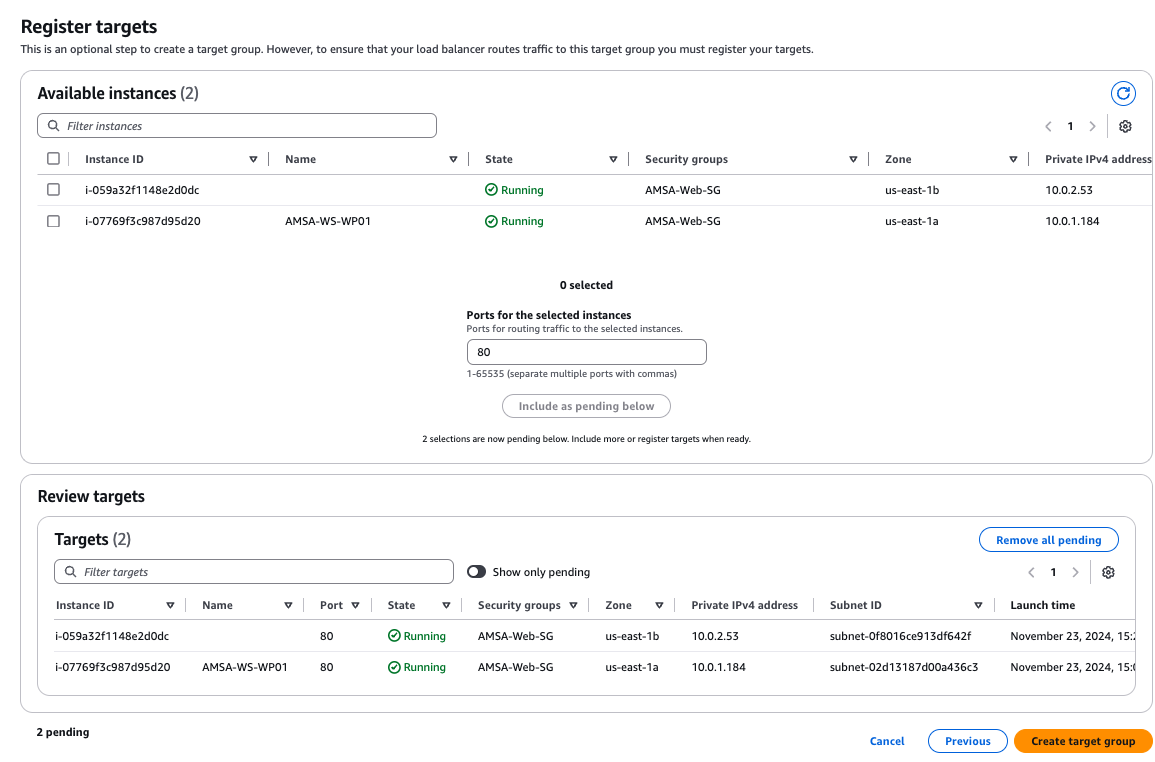 Register targets
This is an optional step to create a target group. However, to ensure that your load balancer routes traffic to this target group you must register your targets.
Available instances (2)
Filter instances
1
Instance ID Name State Security groups Zone Private IPv4 address
i-059a32f1148e2d0dc Running AMSA-Web-SG us-east-1b 10.0.2.53
i-07769f3c987d95d20 AMSA-WS-WP01 Running AMSA-Web-SG us-east-1a 10.0.1.184
0 selected
Ports for the selected instances
Ports for routing traffic to the selected instances.
80
1-65535 (separate multiple ports with commas)
Include as pending below
2 selections are now pending below. Include more or register targets when ready.
Review targets
Targets (2) Remove all pending
Filter targets Show only pending 1
Instance ID Name Port State Security groups Zone Private IPv4 address Subnet ID Launch time
i-059a32f1148e2d0dc 80 Running AMSA-Web-SG us-east-1b 10.0.2.53 subnet-0f8016ce913df642f November 23, 2024, 15:
i-07769f3c987d95d20 AMSA-WS-WP01 80 Running AMSA-Web-SG us-east-1a 10.0.1.184 subnet-02d13187d00a436c3 November 23, 2024, 15:
2 pending
Cancel Previous Create target group